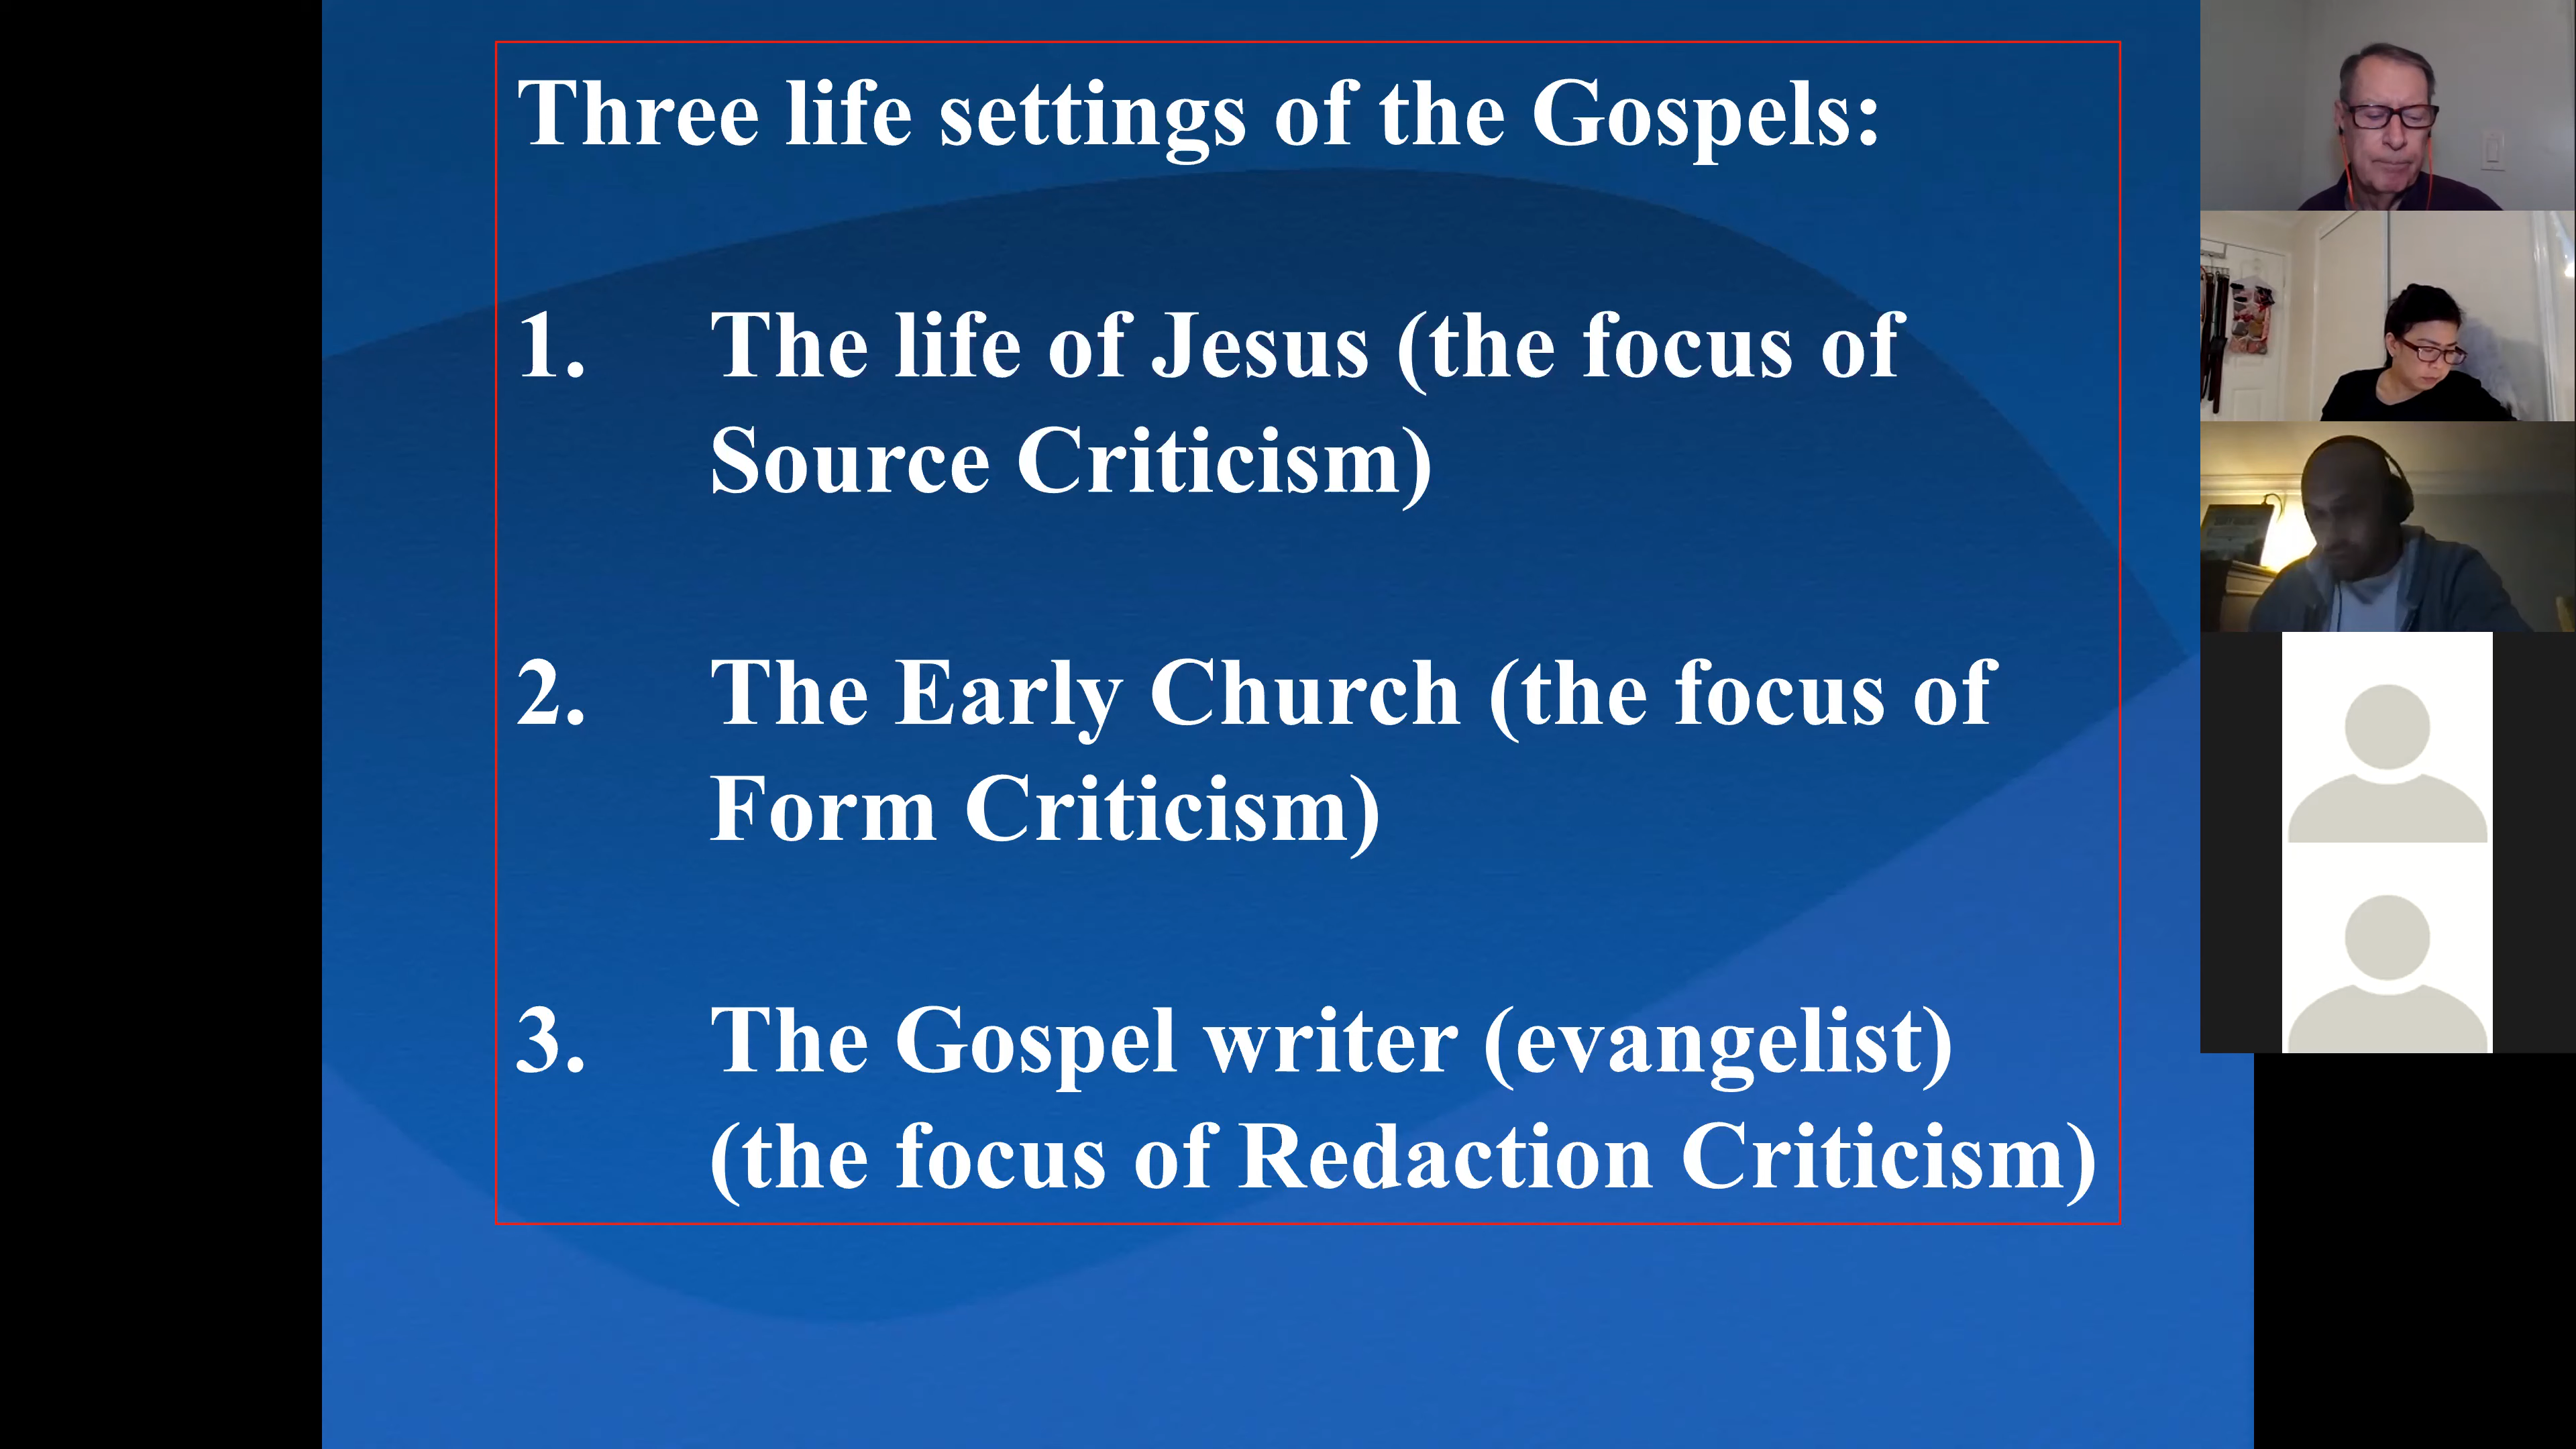 Three life settings of the Gospels:
1. The life of Jesus (the focus of
Source Criticism)
2. The Early Church (the focus of
Form Criticism)
3. The Gospel writer (evangelist)
(the focus of Redaction Criticism)